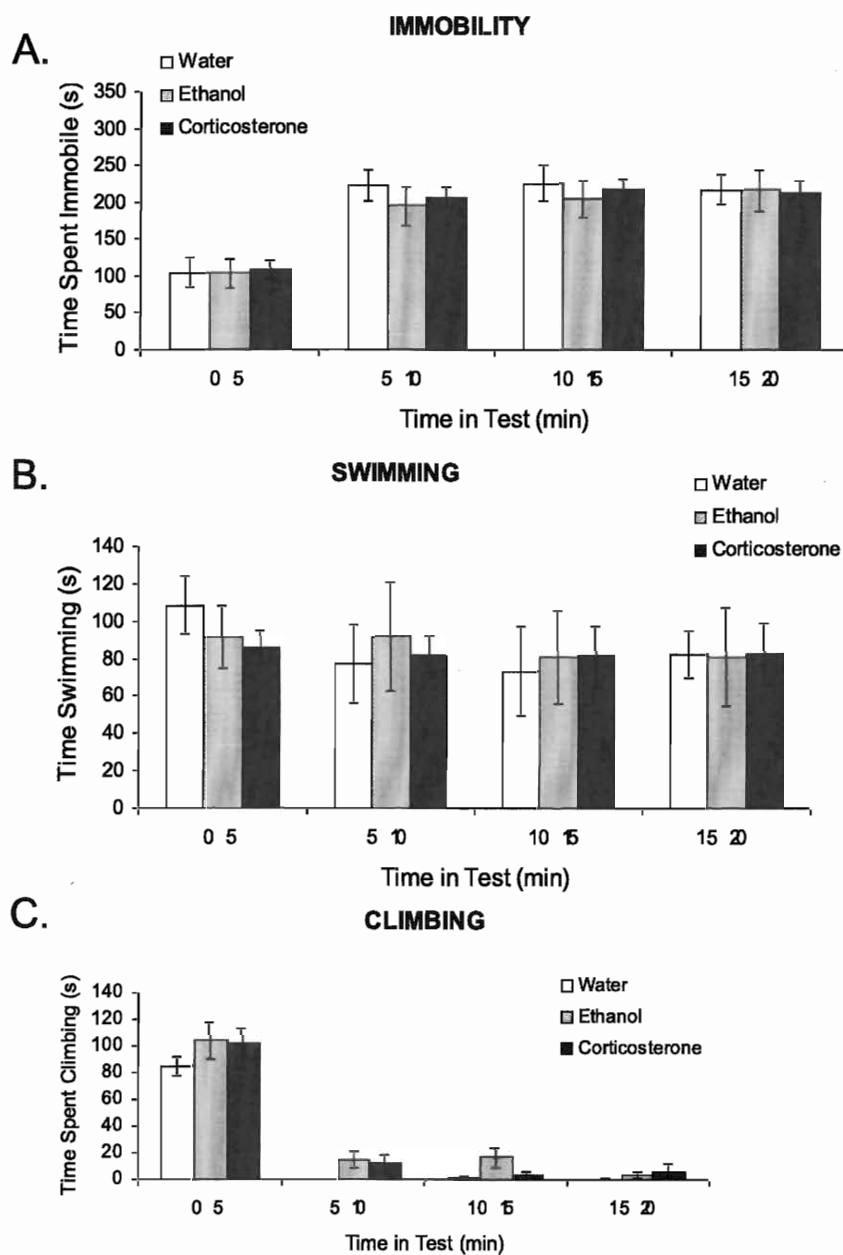 IMMOBILITY
A.
Water
Ethanol
Corticosterone
Time Spent Immobile (s)
350
300
250
200
150
100
50
0
0 5
5 10
10 15
15 20
Time in Test (min)
B.
SWIMMING
Water
Ethanol
Corticosterone
Time Swimming (s)
140
120
100
80
60
40
20
0
0 5
5 10
10 15
15 20
Time in Test (min)
C.
CLIMBING
Water
Ethanol
Corticosterone
Time Spent Climbing (s)
140
120
100
80
60
40
20
0
0 5
5 10
10 15
15 20
Time in Test (min)